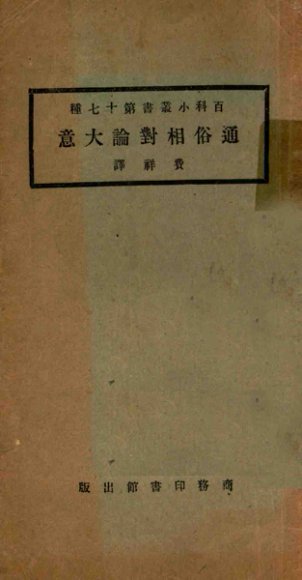 百科小叢書第十七種
通俗相對論大意
費祥譯
商務印書館出版